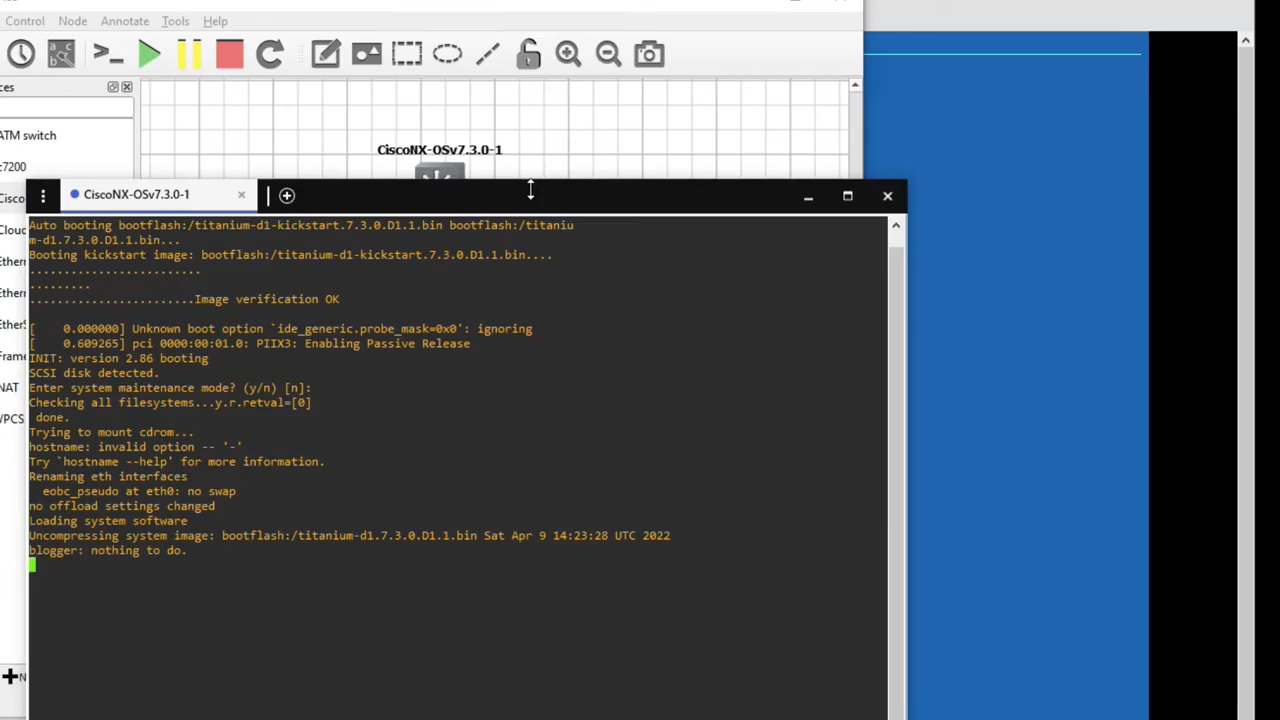 Control Node Annotate Tools Help
ces
ATM switch
c7200
Cisco
Cloud
Ether
Ether
EtherS
Frame
NAT
VPCS
CiscoNX-OSv7.3.0-1
CiscoNX-OSv7.3.0-1
Auto booting bootflash:/titanium-d1-kickstart.7.3.0.D1.1.bin bootflash:/titaniu
m-d1.7.3.0.D1.1.bin...
Booting kickstart image: bootflash:/titanium-d1-kickstart.7.3.0.D1.1.bin....
.........................
.........
........................Image verification OK
[    0.000000] Unknown boot option `ide_generic.probe_mask=0x0': ignoring
[    0.609265] pci 0000:00:01.0: PIIX3: Enabling Passive Release
INIT: version 2.86 booting
SCSI disk detected.
Enter system maintenance mode? (y/n) [n]:
Checking all filesystems...y.r.retval=[0]
 done.
Trying to mount cdrom...
hostname: invalid option -- '-'
Try `hostname --help' for more information.
Renaming eth interfaces
  eobc_pseudo at eth0: no swap
no offload settings changed
Loading system software
Uncompressing system image: bootflash:/titanium-d1.7.3.0.D1.1.bin Sat Apr 9 14:23:28 UTC 2022
blogger: nothing to do.